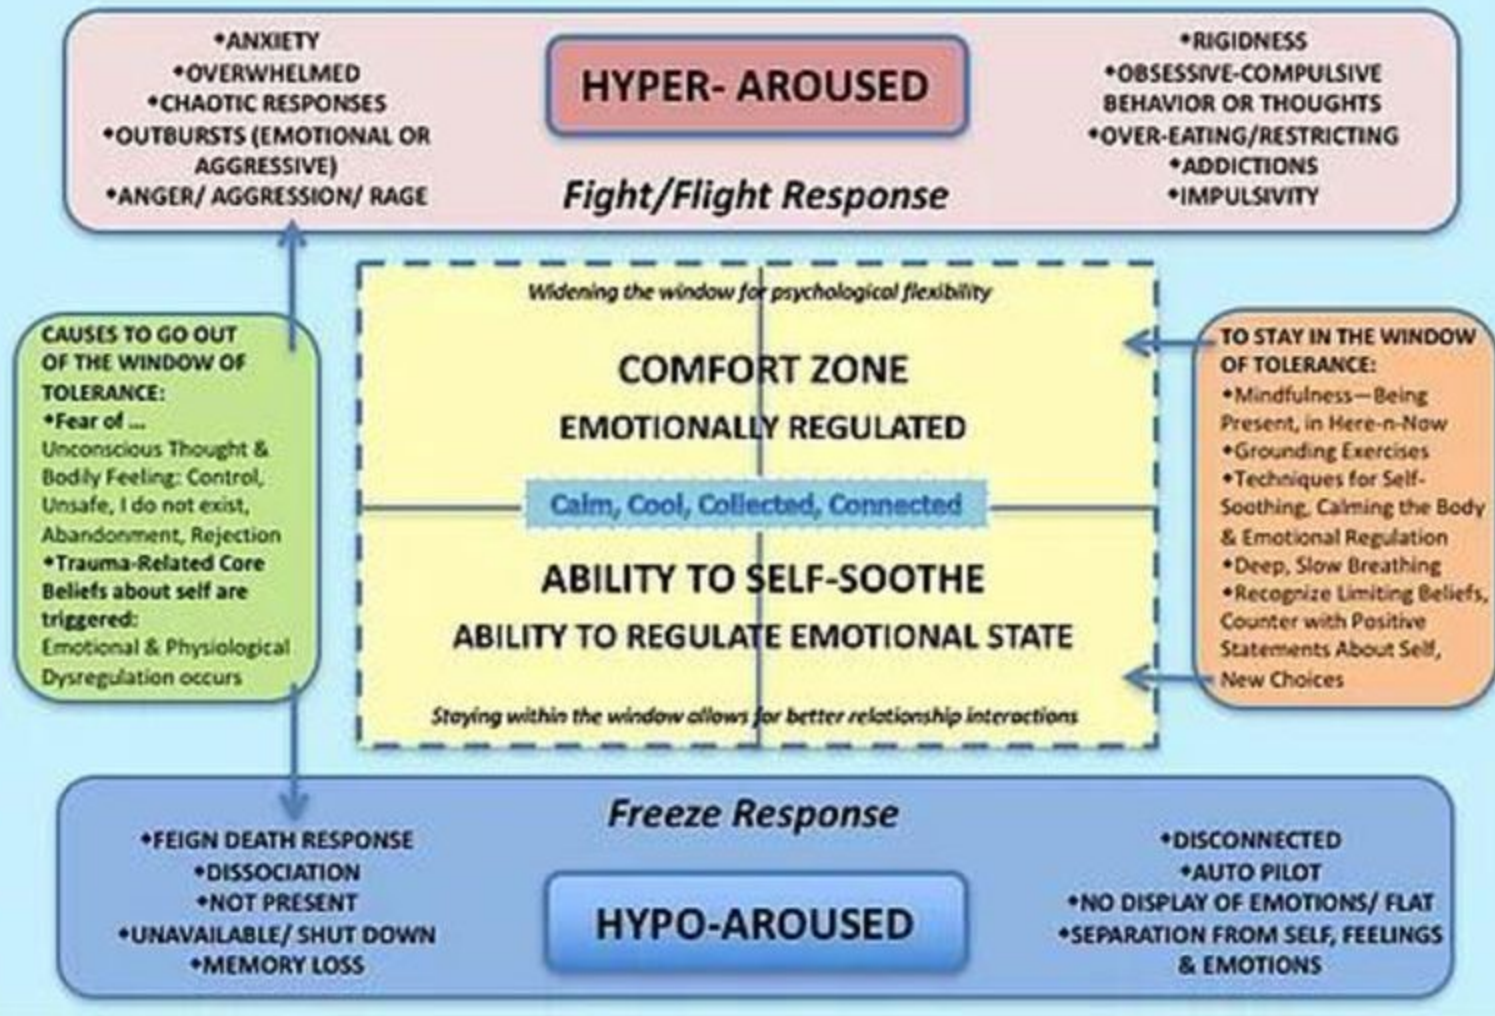 *ANXIETY
*OVERWHELMED
*CHAOTIC RESPONSES
*OUTBURSTS (EMOTIONAL OR
AGGRESSIVE)
*ANGER/ AGGRESSION/ RAGE
HYPER- AROUSED
Fight/Flight Response
*RIGIDNESS
*OBSESSIVE-COMPULSIVE
BEHAVIOR OR THOUGHTS
*OVER-EATING/RESTRICTING
*ADDICTIONS
*IMPULSIVITY
CAUSES TO GO OUT
OF THE WINDOW OF
TOLERANCE:
*Fear of ...
Unconscious Thought &
Bodily Feeling: Control,
Unsafe, I do not exist,
Abandonment, Rejection
*Trauma-Related Core
Beliefs about self are
triggered:
Emotional & Physiological
Dysregulation occurs
Widening the window for psychological flexibility
COMFORT ZONE
EMOTIONALLY REGULATED
Calm, Cool, Collected, Connected
ABILITY TO SELF-SOOTHE
ABILITY TO REGULATE EMOTIONAL STATE
Staying within the window allows for better relationship interactions
TO STAY IN THE WINDOW
OF TOLERANCE:
*Mindfulness—Being
Present, in Here-n-Now
*Grounding Exercises
*Techniques for Self-
Soothing, Calming the Body
& Emotional Regulation
*Deep, Slow Breathing
*Recognize Limiting Beliefs,
Counter with Positive
Statements About Self,
New Choices
*FEIGN DEATH RESPONSE
*DISSOCIATION
*NOT PRESENT
*UNAVAILABLE/ SHUT DOWN
*MEMORY LOSS
Freeze Response
HYPO-AROUSED
*DISCONNECTED
*AUTO PILOT
*NO DISPLAY OF EMOTIONS/ FLAT
*SEPARATION FROM SELF, FEELINGS
& EMOTIONS